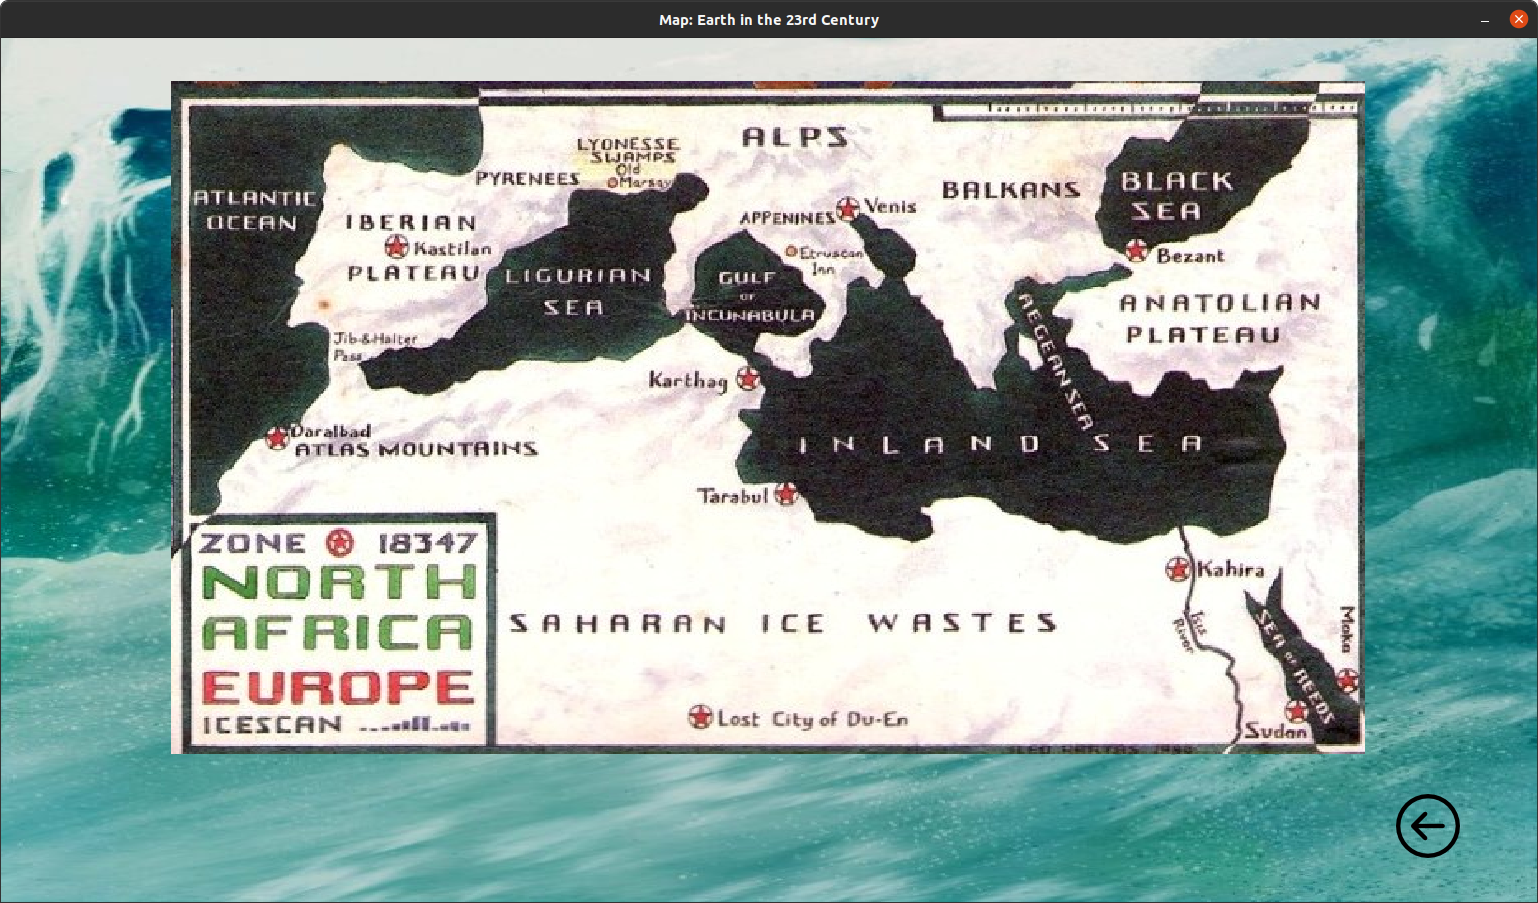 Map: Earth in the 23rd Century
ALPS
LYONESSE
SWAMPS
Old
Marsay
PYRENEES
ATLANTIC
OCEAN
IBERIAN
Kastilan
PLATEAU
LIGURIAN
SEA
APPENINES
Venis
Etruscan
Inn
GULF
OF
INCUNABULA
BALKANS
BLACK
SEA
Bezant
ANATOLIAN
PLATEAU
AEGEAN SEA
Jib-&-Halter
Pass
Karthag
Daralbad
ATLAS MOUNTAINS
INLAND SEA
Tarabul
ZONE 18347
NORTH
AFRICA
EUROPE
ICESCAN
SAHARAN ICE WASTES
Kahira
Isis
River
SEA OF REEDS
Moka
Lost City of Du-En
Sudan
1988